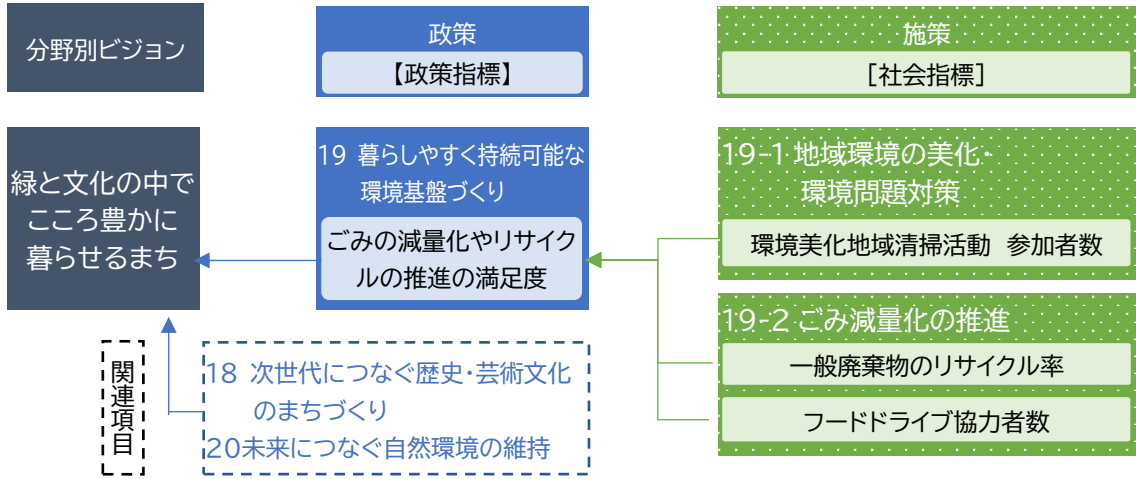 分野別ビジョン
政策
【政策指標】
施策
[社会指標]
緑と文化の中で
こころ豊かに
暮らせるまち
19 暮らしやすく持続可能な
環境基盤づくり
ごみの減量化やリサイク
ルの推進の満足度
19-1 地域環境の美化・
環境問題対策
環境美化地域清掃活動 参加者数
19-2 ごみ減量化の推進
一般廃棄物のリサイクル率
フードドライブ協力者数
関連項目
18 次世代につなぐ歴史・芸術文化
のまちづくり
20未来につなぐ自然環境の維持